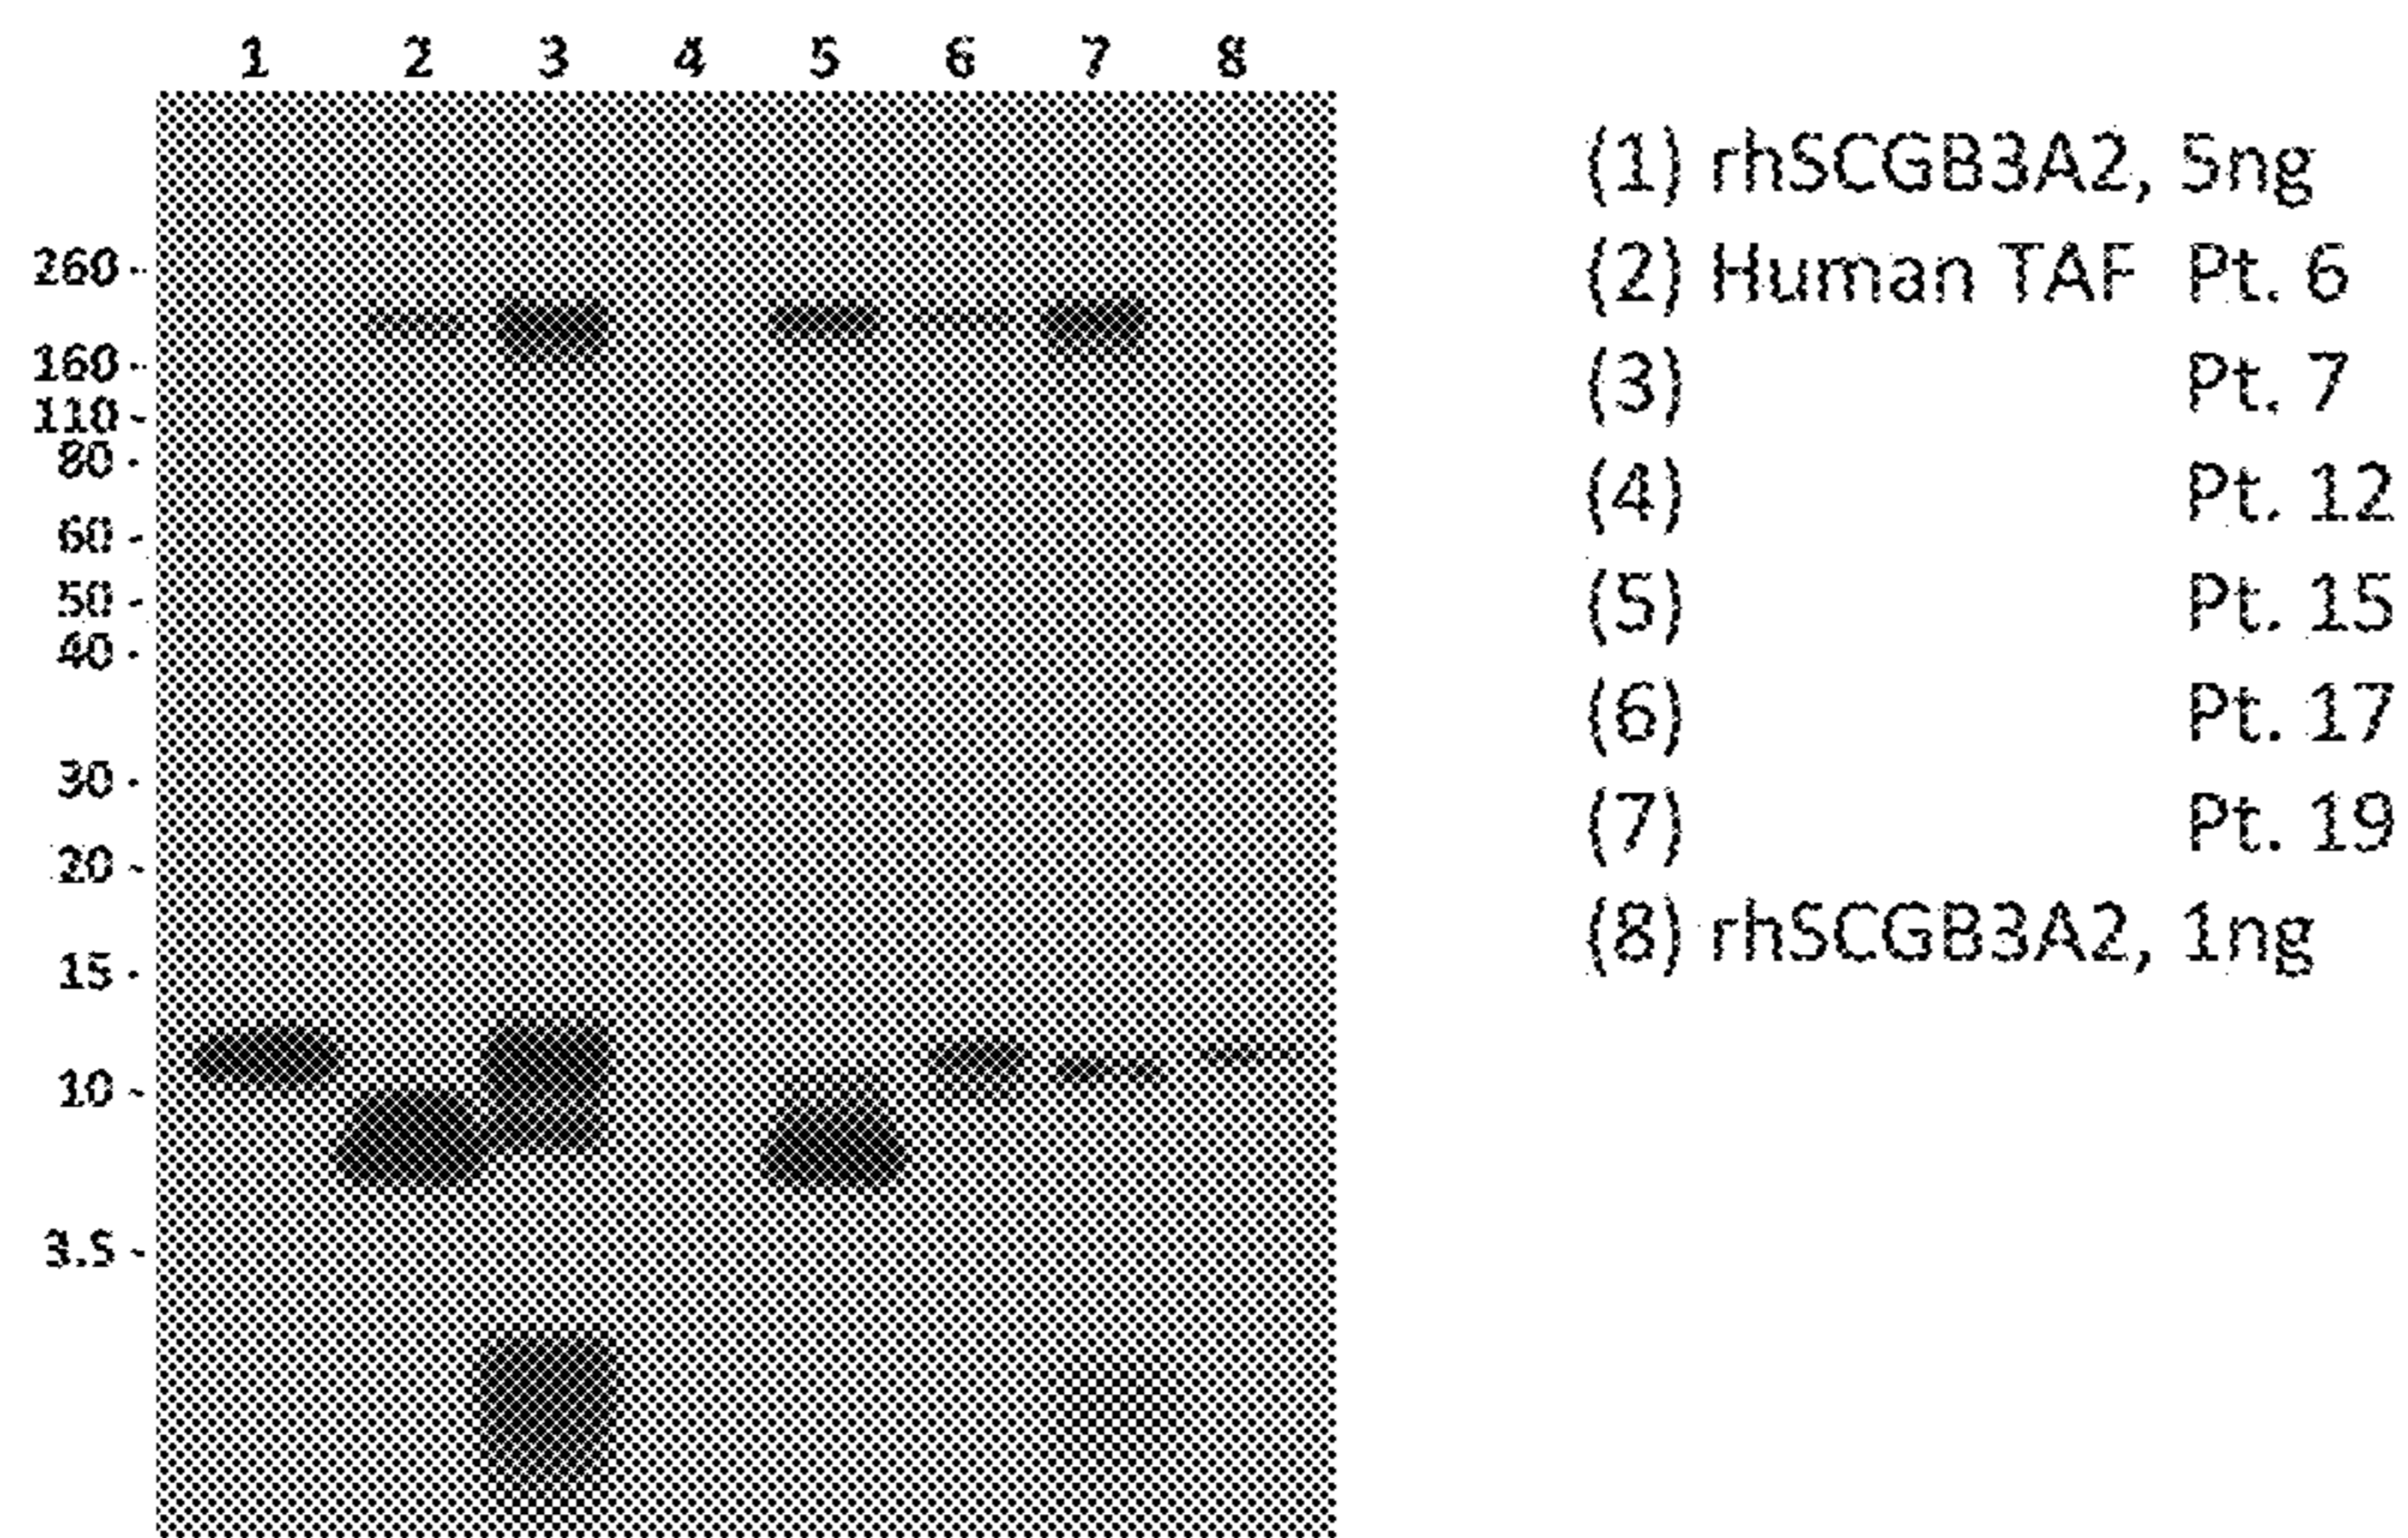 1 2 3 4 5 6 7 8
260 -
160 -
110 -
80 -
60 -
50 -
40 -
30 -
20 -
15 -
10 -
3.5 -
(1) rhSCGB3A2, 5ng
(2) Human TAF Pt. 6
(3) Pt. 7
(4) Pt. 12
(5) Pt. 15
(6) Pt. 17
(7) Pt. 19
(8) rhSCGB3A2, 1ng